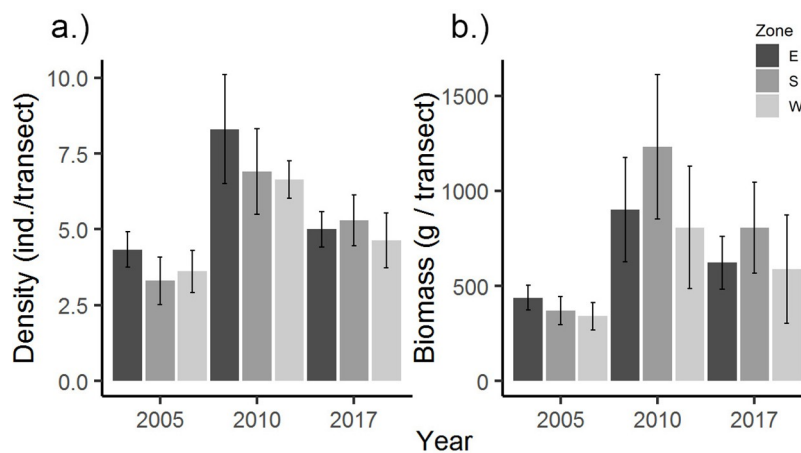 a.)
Density (ind./transect)
10.0
7.5
5.0
2.5
0.0
2005 2010 2017
b.)
Zone
E
S
W
Biomass (g / transect)
1500
1000
500
0
2005 2010 2017
Year